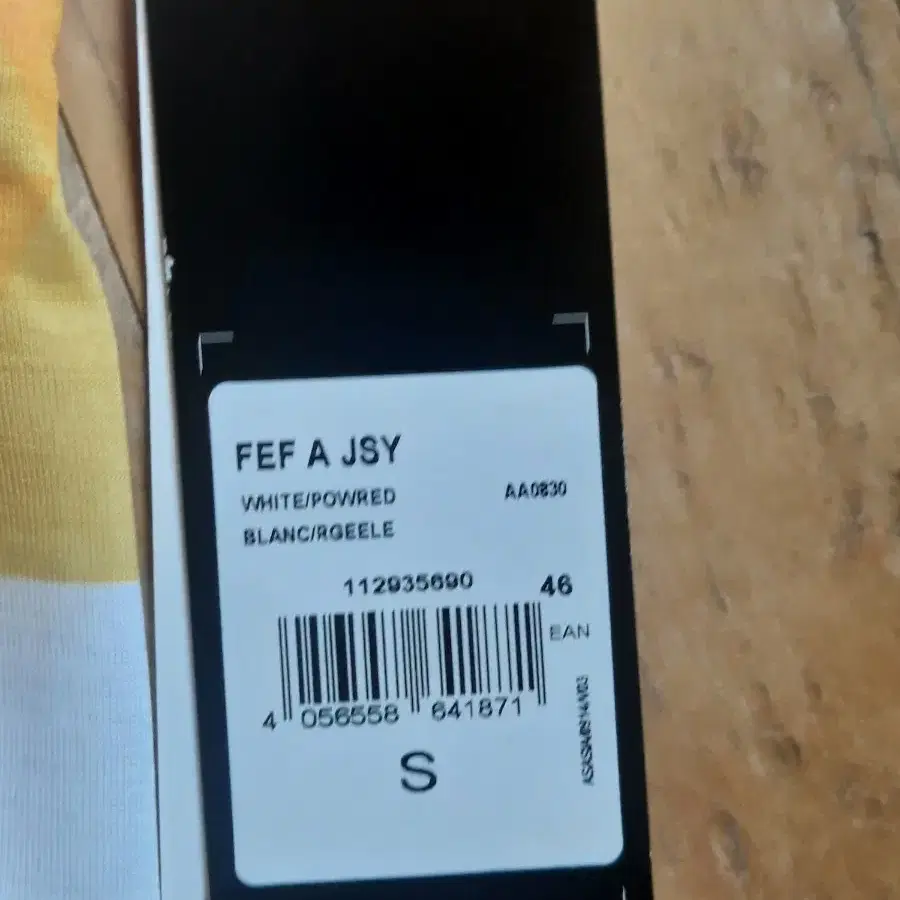 FEF A JSY
WHITE/POWRED AA0830
BLANC/RGEELE
112935690 46
EAN
4 056558 641871
S